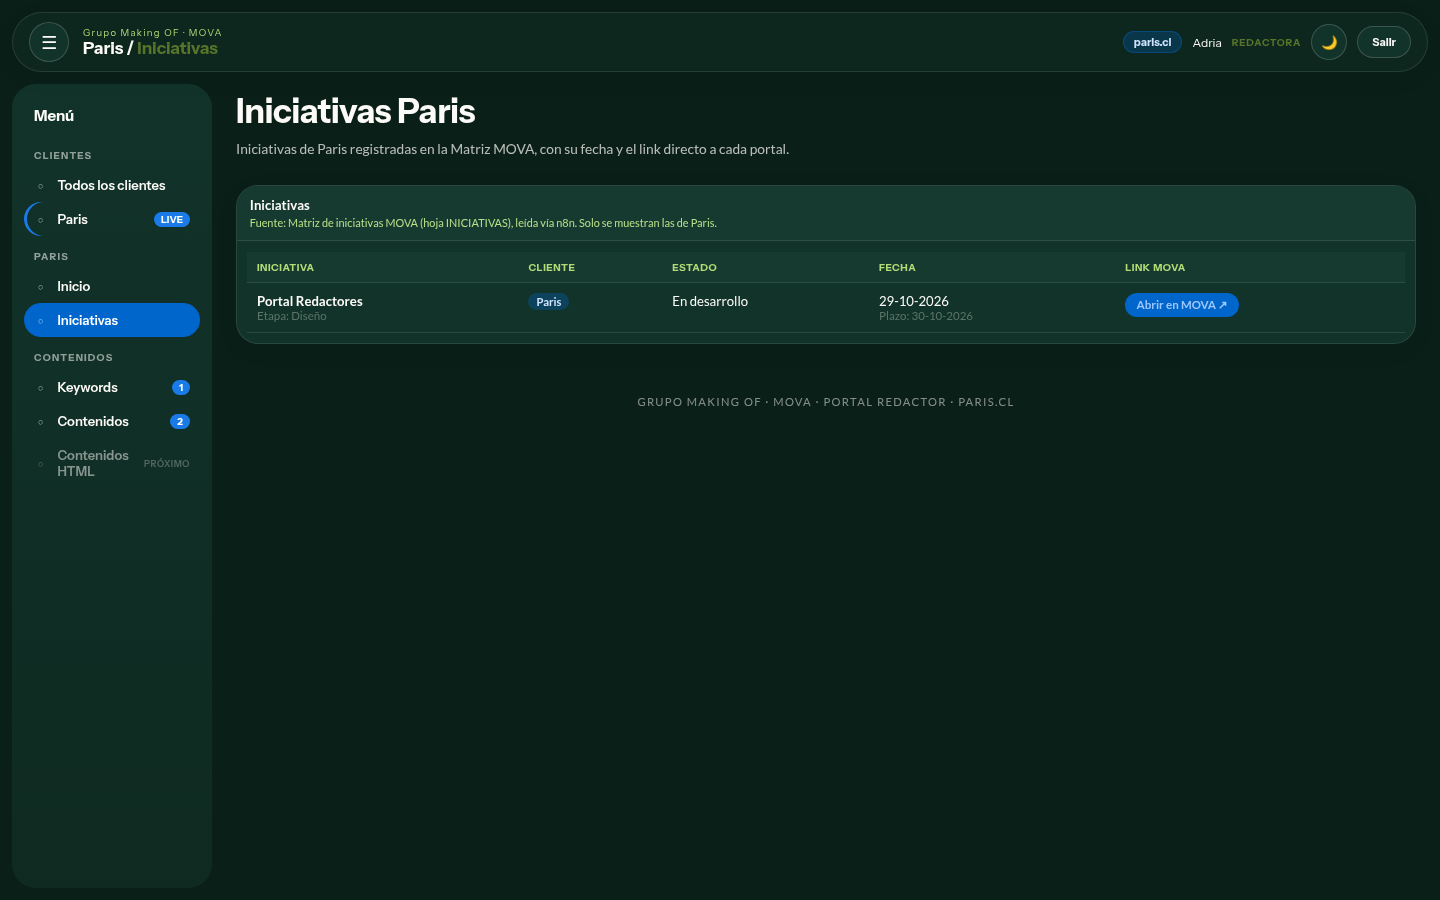 Grupo Making OF · MOVA
Paris / Iniciativas
paris.cl
Adria
REDACTORA
Salir
Menú
CLIENTES
Todos los clientes
Paris
LIVE
PARIS
Inicio
Iniciativas
CONTENIDOS
Keywords
1
Contenidos
2
Contenidos
HTML
PRÓXIMO
Iniciativas Paris
Iniciativas de Paris registradas en la Matriz MOVA, con su fecha y el link directo a cada portal.
Iniciativas
Fuente: Matriz de iniciativas MOVA (hoja INICIATIVAS), leída vía n8n. Solo se muestran las de Paris.
INICIATIVA CLIENTE ESTADO FECHA LINK MOVA
Portal Redactores Paris En desarrollo 29-10-2026 Abrir en MOVA ↗
Etapa: Diseño Plazo: 30-10-2026
GRUPO MAKING OF · MOVA · PORTAL REDACTOR · PARIS.CL